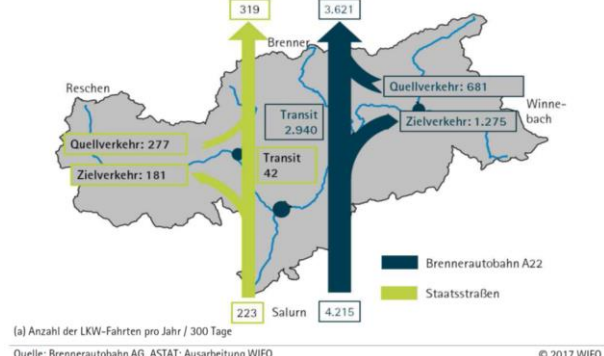 319
3.621
Brenner
Reschen
Quellverkehr: 681
Winne-
bach
Transit
2.940
Zielverkehr: 1.275
Quellverkehr: 277
Transit
42
Zielverkehr: 181
Brennerautobahn A22
Staatsstraßen
223
Salurn
4.215
(a) Anzahl der LKW-Fahrten pro Jahr / 300 Tage
Quelle: Brennerautobahn AG, ASTAT; Ausarbeitung WIFO
© 2017 WIFO